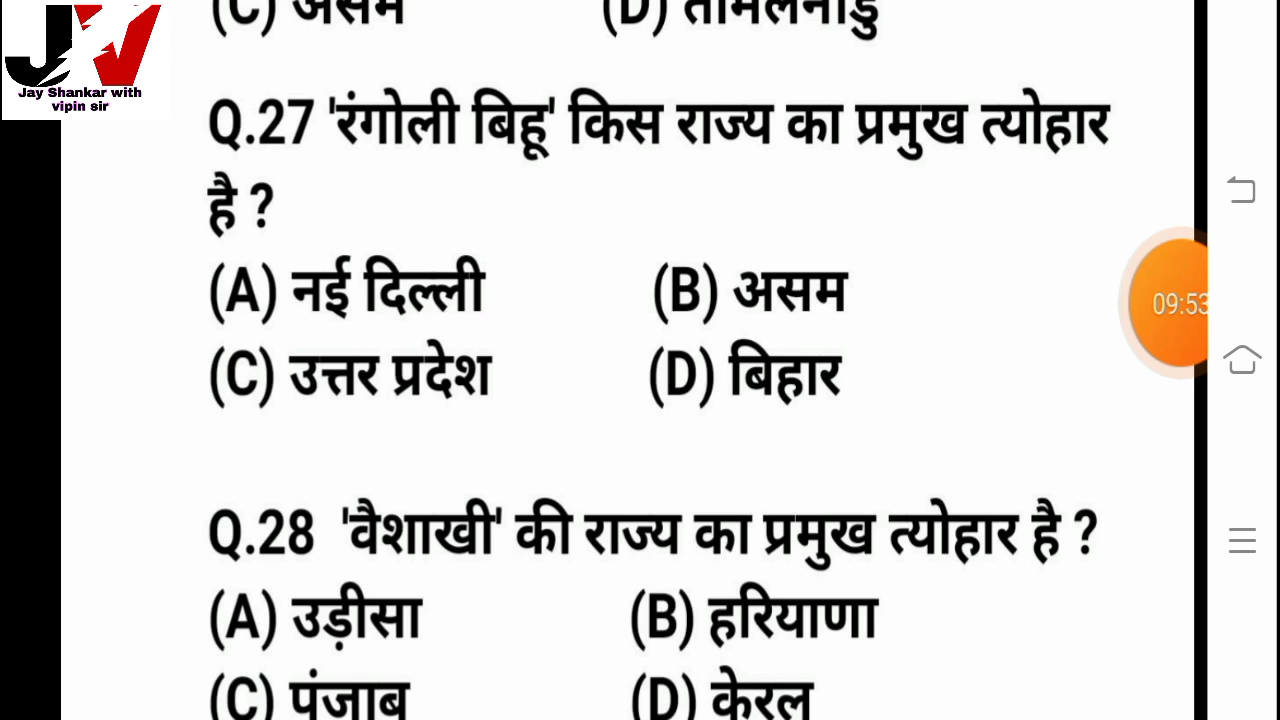 Jay Shankar with
vipin sir
(C) असम (D) तामिलनाडु
Q.27 'रंगोली बिहू' किस राज्य का प्रमुख त्योहार
है ?
(A) नई दिल्ली (B) असम
(C) उत्तर प्रदेश (D) बिहार
09:53
Q.28 'वैशाखी' की राज्य का प्रमुख त्योहार है ?
(A) उड़ीसा (B) हरियाणा
(C) पंजाब (D) केरल